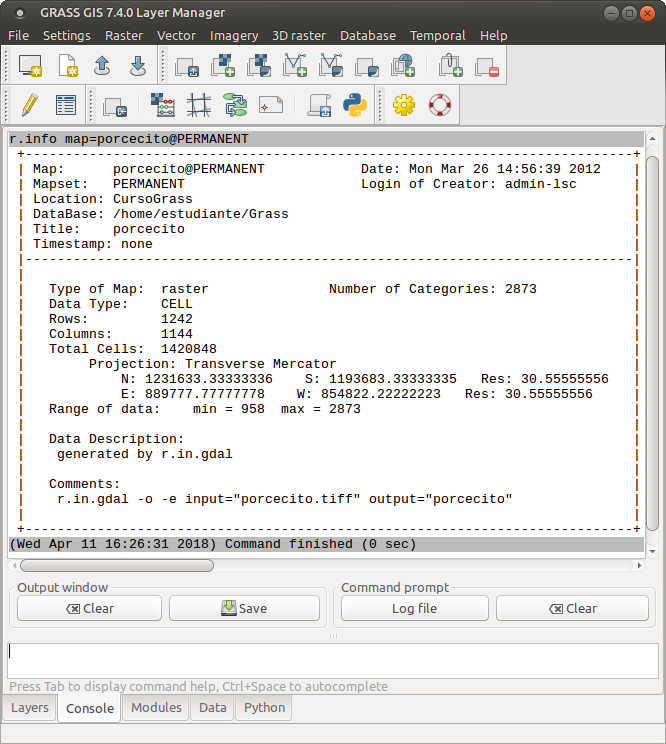 GRASS GIS 7.4.0 Layer Manager
File Settings Raster Vector Imagery 3D raster Database Temporal Help
r.info map=porcecito@PERMANENT
+----------------------------------------------------------------------------+
| Map:      porcecito@PERMANENT            Date: Mon Mar 26 14:56:39 2012    |
| Mapset:   PERMANENT                      Login of Creator: admin-lsc       |
| Location: CursoGrass                                                       |
| DataBase: /home/estudiante/Grass                                           |
| Title:    porcecito                                                        |
| Timestamp: none                                                            |
|----------------------------------------------------------------------------|
|                                                                            |
|   Type of Map:  raster               Number of Categories: 2873            |
|   Data Type:    CELL                                                       |
|   Rows:         1242                                                       |
|   Columns:      1144                                                       |
|   Total Cells:  1420848                                                    |
|        Projection: Transverse Mercator                                     |
|            N: 1231633.33333336    S: 1193683.33333335   Res: 30.55555556   |
|            E: 889777.77777778    W: 854822.22222223   Res: 30.55555556     |
|   Range of data:    min = 958  max = 2873                                  |
|                                                                            |
|   Data Description:                                                        |
|    generated by r.in.gdal                                                  |
|                                                                            |
|   Comments:                                                                |
|    r.in.gdal -o -e input="porcecito.tiff" output="porcecito"               |
|                                                                            |
+----------------------------------------------------------------------------+
(Wed Apr 11 16:26:31 2018) Command finished (0 sec)
Output window Command prompt
Clear Save Log file Clear
Press Tab to display command help, Ctrl+Space to autocomplete
Layers Console Modules Data Python